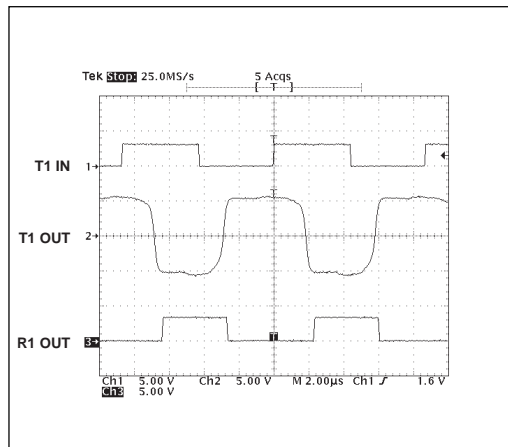 Tek Stop: 25.0MS/s 5 Acqs
[ T ]
T1 IN 1→
T1 OUT 2→
R1 OUT 3→
T
Ch1 5.00 V Ch2 5.00 V M 2.00µs Ch1 ƒ 1.6 V
Ch3 5.00 V